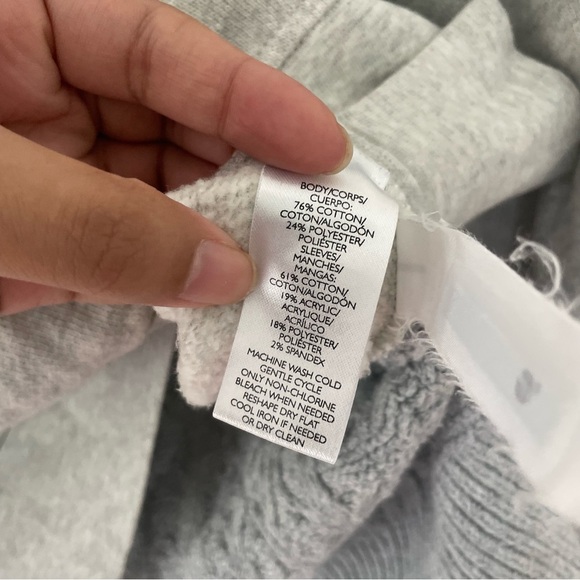 BODY/CORPS/
CUERPO:
76% COTTON/
COTON/ALGODÓN
24% POLYESTER/
POLIÉSTER
SLEEVES/
MANCHES/
MANGAS:
61% COTTON/
COTON/ALGODÓN
19% ACRYLIC/
ACRYLIQUE/
ACRÍLICO
18% POLYESTER/
POLIÉSTER
2% SPANDEX
MACHINE WASH COLD
GENTLE CYCLE
ONLY NON-CHLORINE
BLEACH WHEN NEEDED
RESHAPE DRY FLAT
COOL IRON IF NEEDED
OR DRY CLEAN